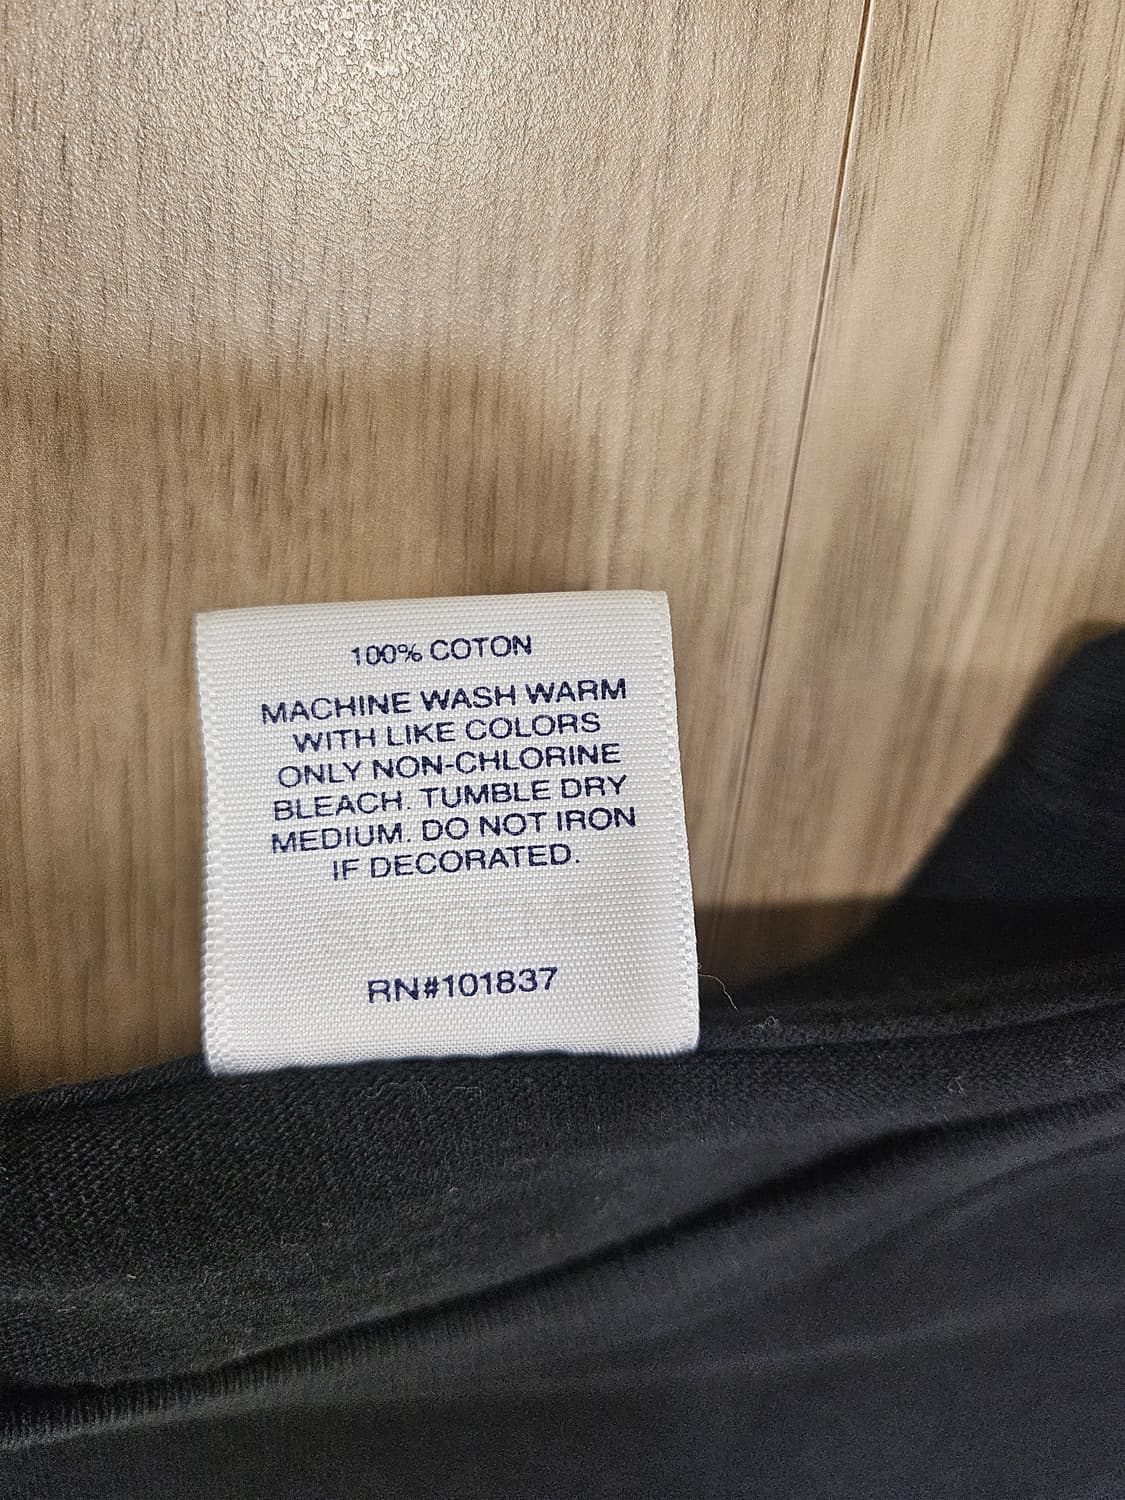 100% COTON
MACHINE WASH WARM
WITH LIKE COLORS
ONLY NON-CHLORINE
BLEACH. TUMBLE DRY
MEDIUM. DO NOT IRON
IF DECORATED.
RN#101837